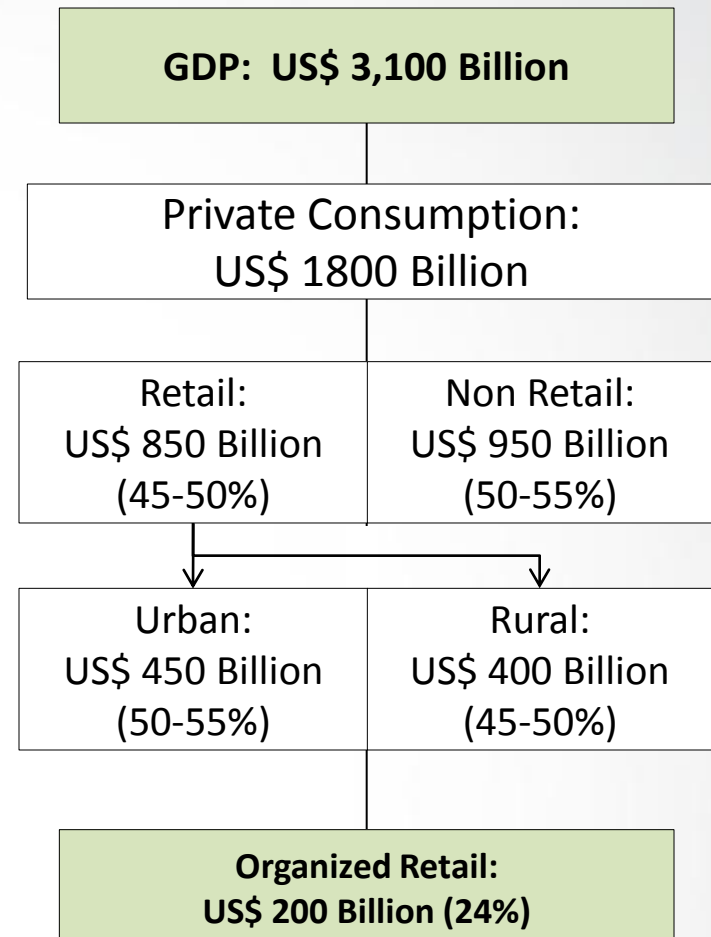 GDP:  US$ 3,100 Billion
Private Consumption:
US$ 1800 Billion
Retail:
US$ 850 Billion
(45-50%)
Non Retail:
US$ 950 Billion
(50-55%)
Urban:
US$ 450 Billion
(50-55%)
Rural:
US$ 400 Billion
(45-50%)
Organized Retail:
US$ 200 Billion (24%)